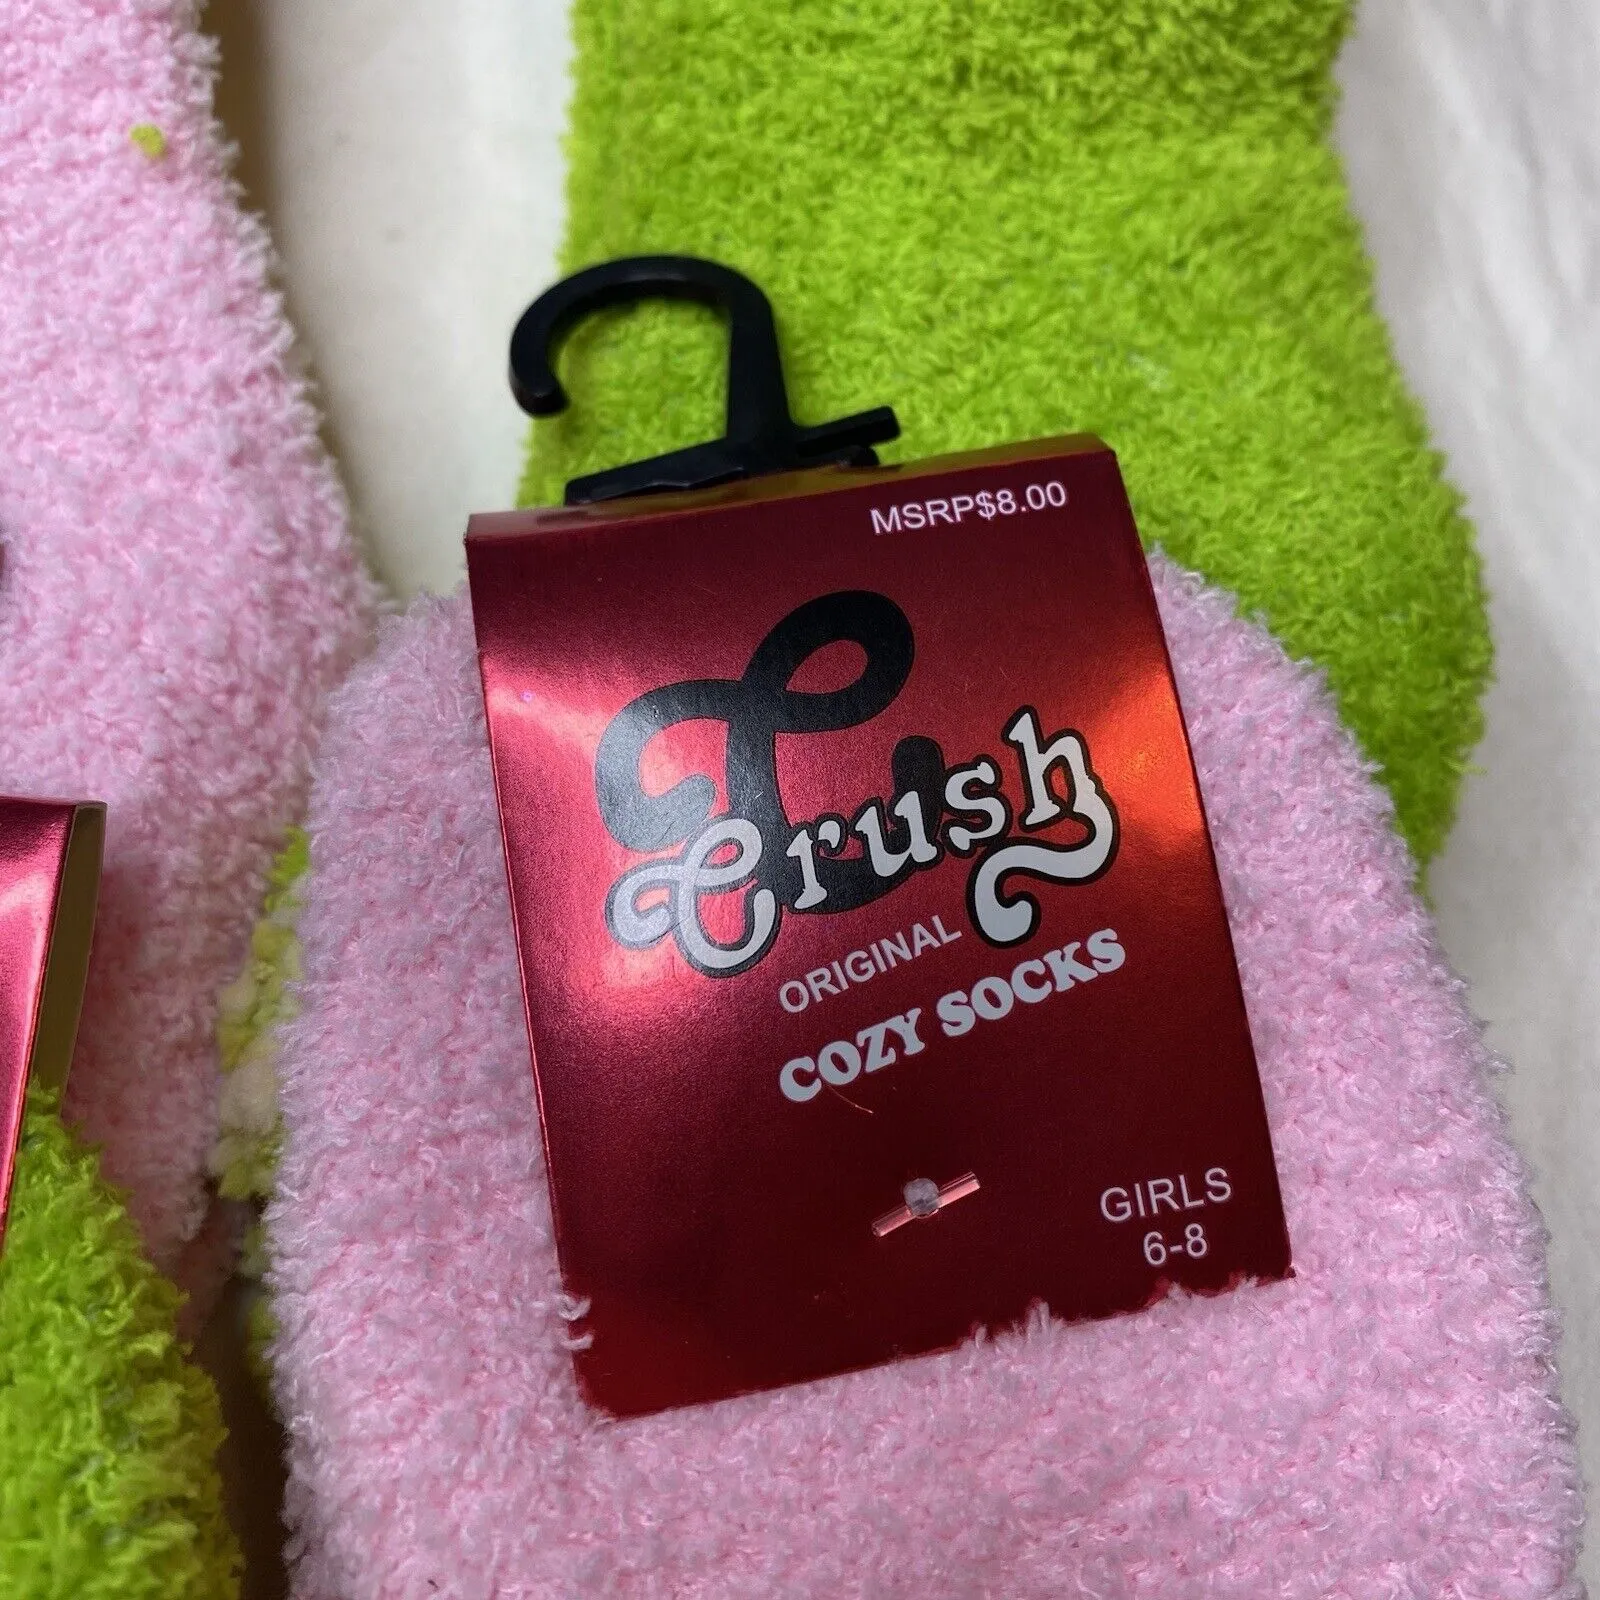 MSRP$8.00
Crush
ORIGINAL
COZY SOCKS
GIRLS
6-8